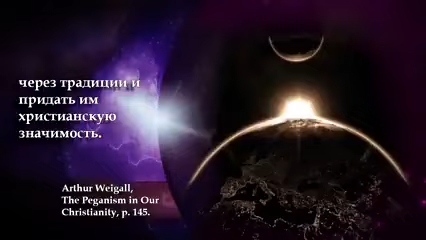 через традиции и
придать им
христианскую
значимость.
Arthur Weigall,
The Peganism in Our
Christianity, p. 145.